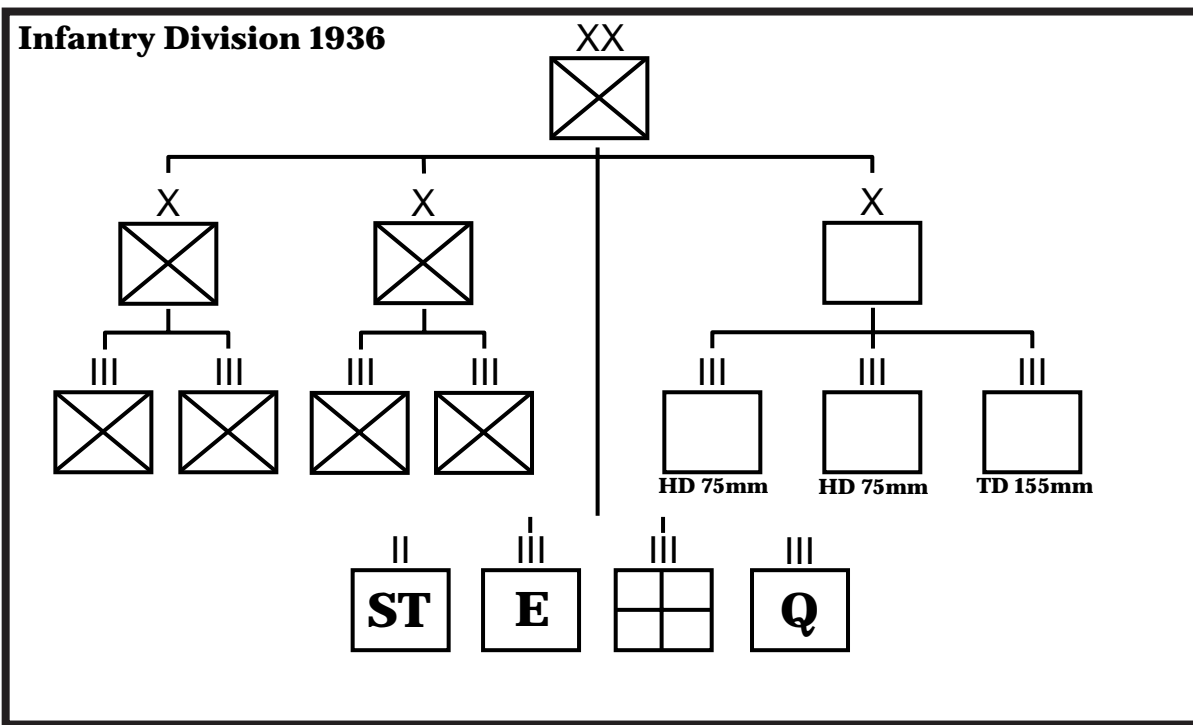 Infantry Division 1936
XX
X X X
III III III III III III III
HD 75mm HD 75mm TD 155mm
II III III III
ST E Q